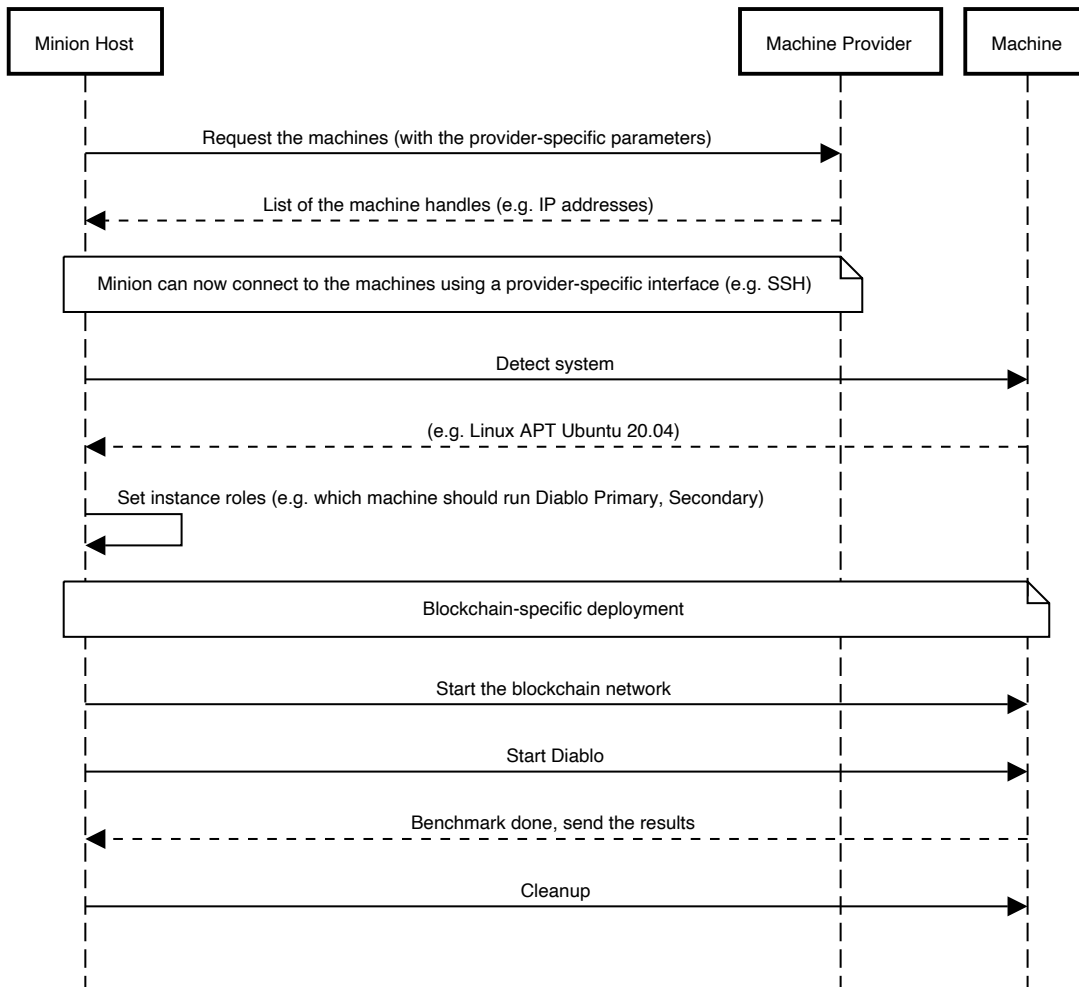 Minion Host
Machine Provider
Machine
Request the machines (with the provider-specific parameters)
List of the machine handles (e.g. IP addresses)
Minion can now connect to the machines using a provider-specific interface (e.g. SSH)
Detect system
(e.g. Linux APT Ubuntu 20.04)
Set instance roles (e.g. which machine should run Diablo Primary, Secondary)
Blockchain-specific deployment
Start the blockchain network
Start Diablo
Benchmark done, send the results
Cleanup